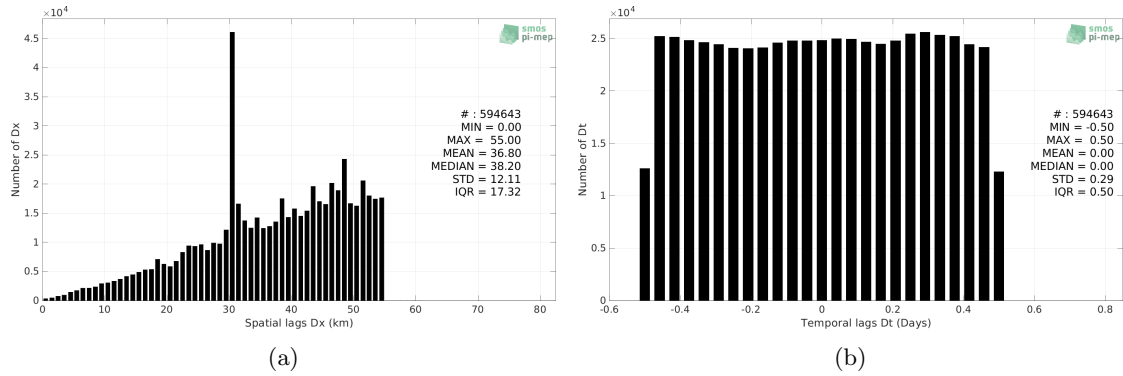 ×10⁴
4.5
4
3.5
3
2.5
2
1.5
1
0.5
0
Number of Dx
0 10 20 30 40 50 60 70 80
Spatial lags Dx (km)
smos
pi-mep
# : 594643
MIN = 0.00
MAX = 55.00
MEAN = 36.80
MEDIAN = 38.20
STD = 12.11
IQR = 17.32
(a)
×10⁴
2.5
2
1.5
1
0.5
0
Number of Dt
-0.6 -0.4 -0.2 0 0.2 0.4 0.6 0.8
Temporal lags Dt (Days)
smos
pi-mep
# : 594643
MIN = -0.50
MAX = 0.50
MEAN = 0.00
MEDIAN = 0.00
STD = 0.29
IQR = 0.50
(b)